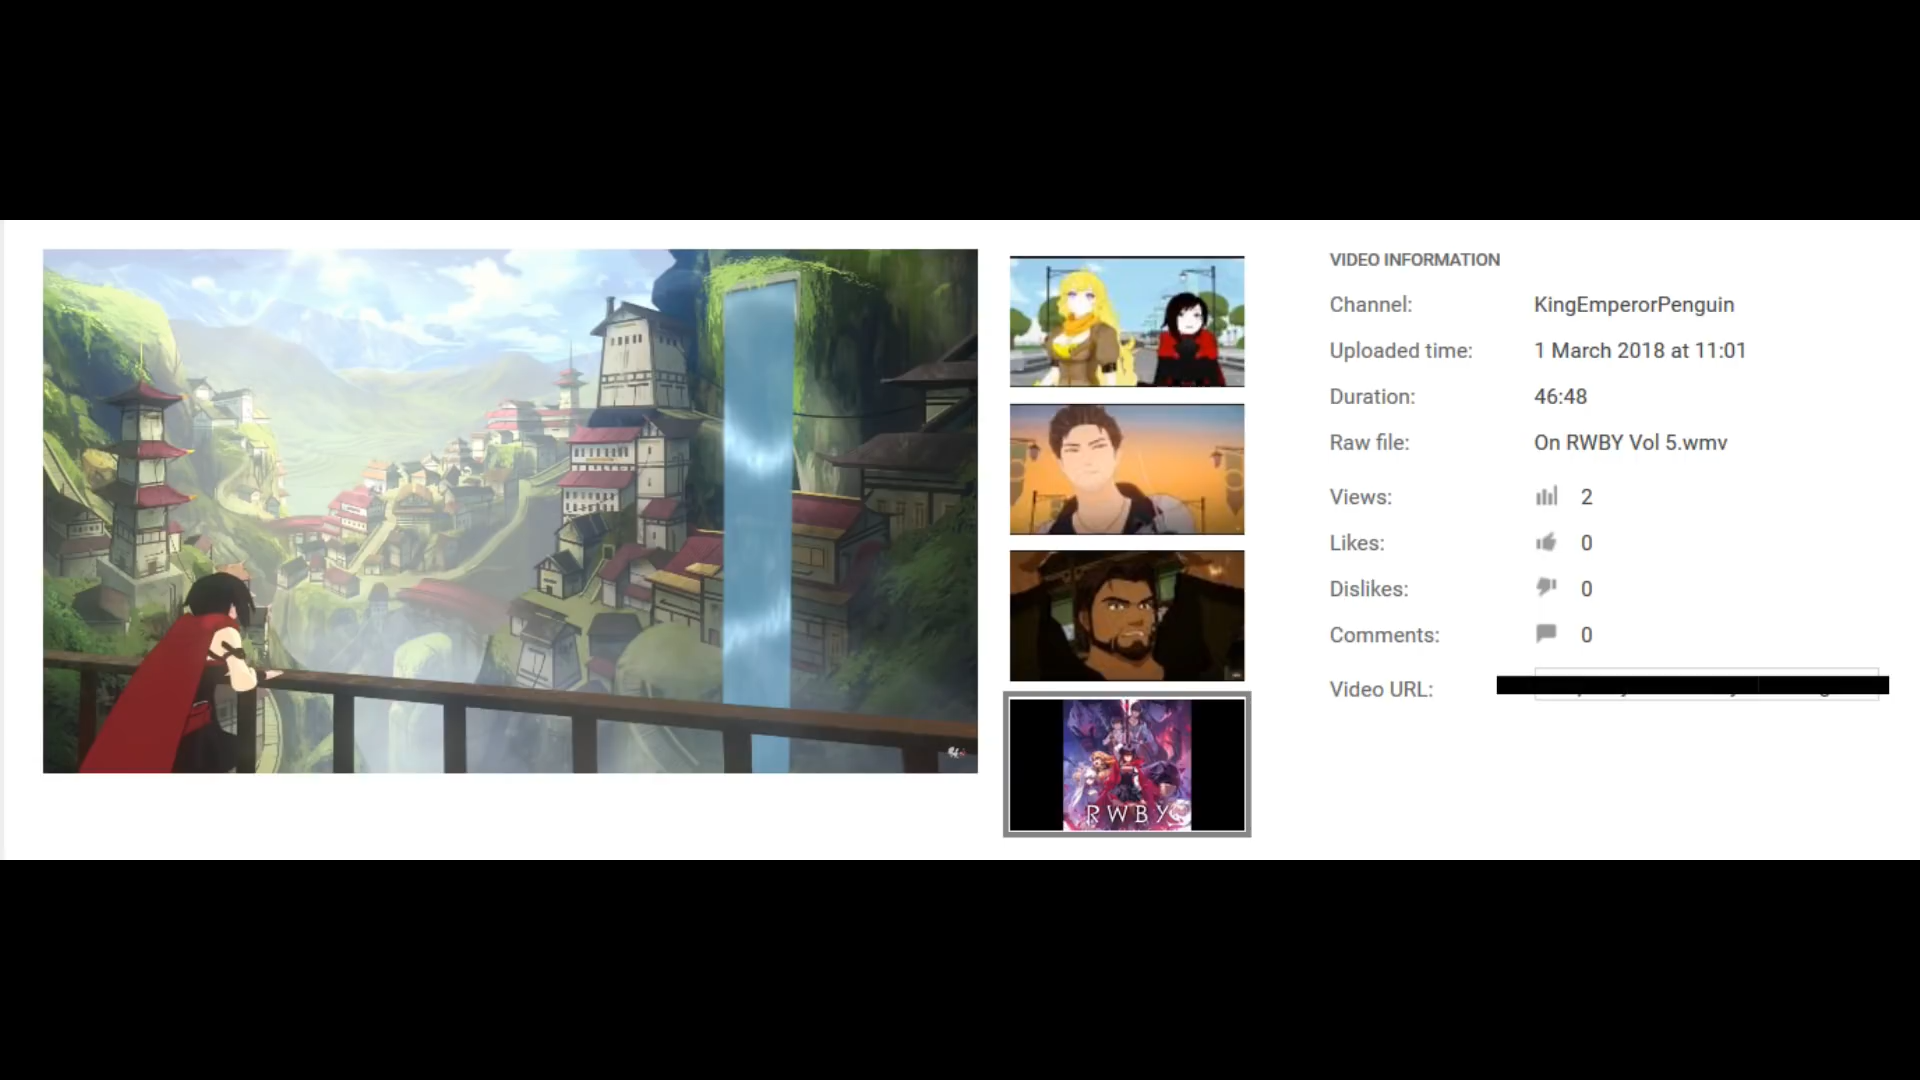 VIDEO INFORMATION
Channel: KingEmperorPenguin
Uploaded time: 1 March 2018 at 11:01
Duration: 46:48
Raw file: On RWBY Vol 5.wmv
Views: 2
Likes: 0
Dislikes: 0
Comments: 0
Video URL:
RWBY